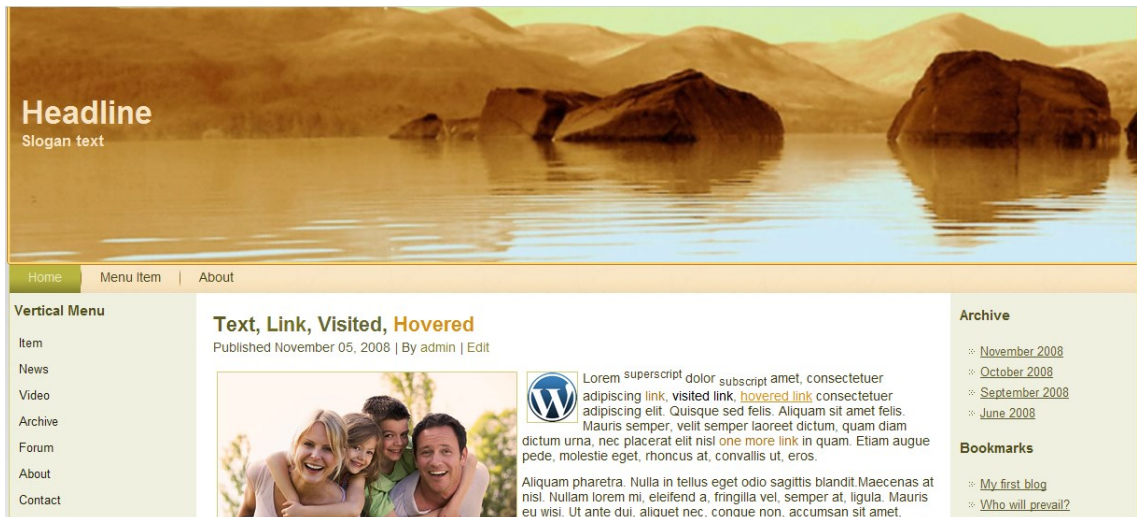 Headline
Slogan text
Home
Menu Item
About
Vertical Menu
Item
News
Video
Archive
Forum
About
Contact
Text, Link, Visited, Hovered
Published November 05, 2008 | By admin | Edit
Lorem superscript dolor subscript amet, consectetuer
adipiscing link, visited link, hovered link consectetuer
adipiscing elit. Quisque sed felis. Aliquam sit amet felis.
Mauris semper, velit semper laoreet dictum, quam diam
dictum urna, nec placerat elit nisl one more link in quam. Etiam augue
pede, molestie eget, rhoncus at, convallis ut, eros.
Aliquam pharetra. Nulla in tellus eget odio sagittis blandit.Maecenas at
nisl. Nullam lorem mi, eleifend a, fringilla vel, semper at, ligula. Mauris
eu wisi. Ut ante dui, aliquet nec, congue non, accumsan sit amet,
Archive
November 2008
October 2008
September 2008
June 2008
Bookmarks
My first blog
Who will prevail?